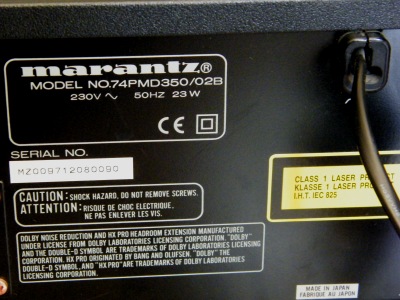 marantz®
MODEL NO.74PMD350/02B
230V ~ 50HZ 23W
CE
SERIAL NO.
MZ009712080090
CAUTION: SHOCK HAZARD, DO NOT REMOVE SCREWS.
ATTENTION: RISQUE DE CHOC ELECTRIQUE,
NE PAS ENLEVER LES VIS.
DOLBY NOISE REDUCTION AND HX PRO HEADROOM EXTENSION MANUFACTURED
UNDER LICENSE FROM DOLBY LABORATORIES LICENSING CORPORATION. "DOLBY"
AND THE DOUBLE-D SYMBOL ARE TRADEMARKS OF DOLBY LABORATORIES LICENSING
CORPORATION. HX PRO ORIGINATED BY BANG AND OLUFSEN. "DOLBY" THE
DOUBLE-D SYMBOL, AND "HX PRO" ARE TRADEMARKS OF DOLBY LABORATORIES
LICENSING CORPORATION.
CLASS 1 LASER PRODUCT
KLASSE 1 LASER PRO
I.H.T. IEC 825
MADE IN JAPAN
FABRIQUE AU JAPON